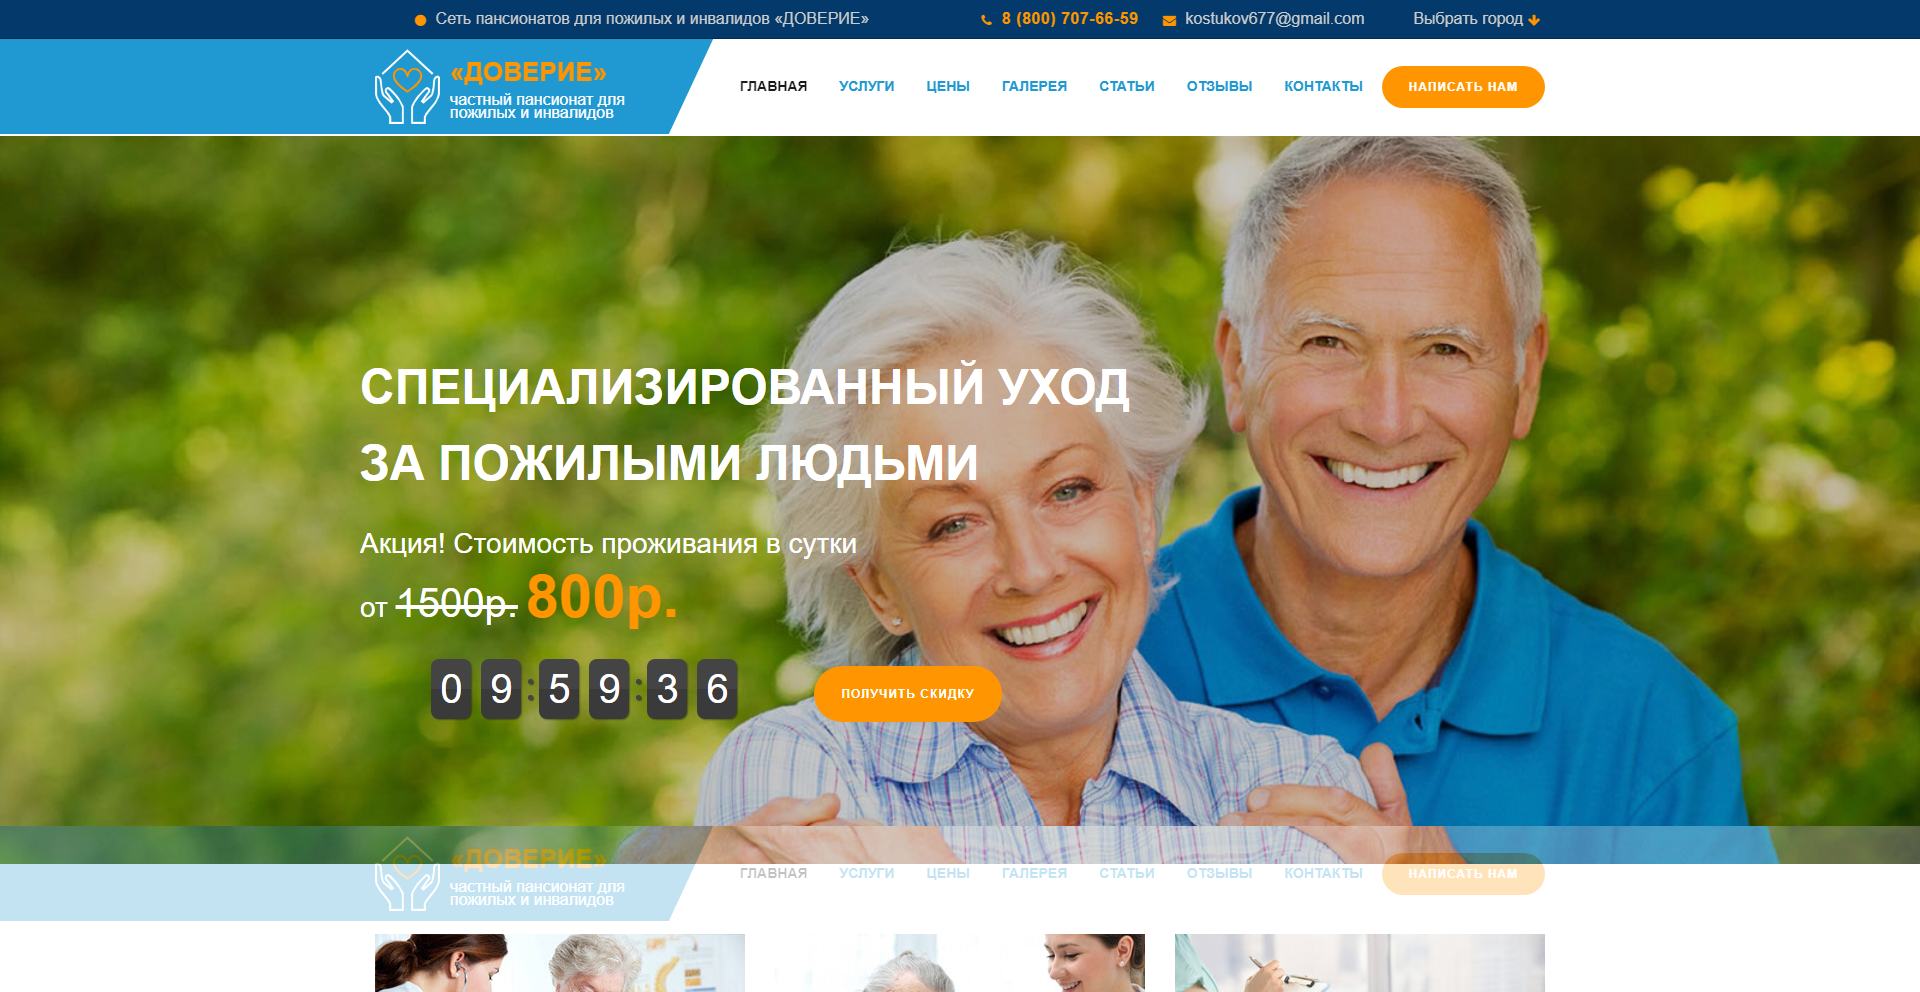 Сеть пансионатов для пожилых и инвалидов «ДОВЕРИЕ»
8 (800) 707-66-59
kostukov677@gmail.com
Выбрать город
«ДОВЕРИЕ»
частный пансионат для
пожилых и инвалидов
ГЛАВНАЯ
УСЛУГИ
ЦЕНЫ
ГАЛЕРЕЯ
СТАТЬИ
ОТЗЫВЫ
КОНТАКТЫ
НАПИСАТЬ НАМ
СПЕЦИАЛИЗИРОВАННЫЙ УХОД
ЗА ПОЖИЛЫМИ ЛЮДЬМИ
Акция! Стоимость проживания в сутки
от 1500р. 800р.
09:59:36
ПОЛУЧИТЬ СКИДКУ
«ДОВЕРИЕ»
частный пансионат для
пожилых и инвалидов
ГЛАВНАЯ
УСЛУГИ
ЦЕНЫ
ГАЛЕРЕЯ
СТАТЬИ
ОТЗЫВЫ
КОНТАКТЫ
НАПИСАТЬ НАМ